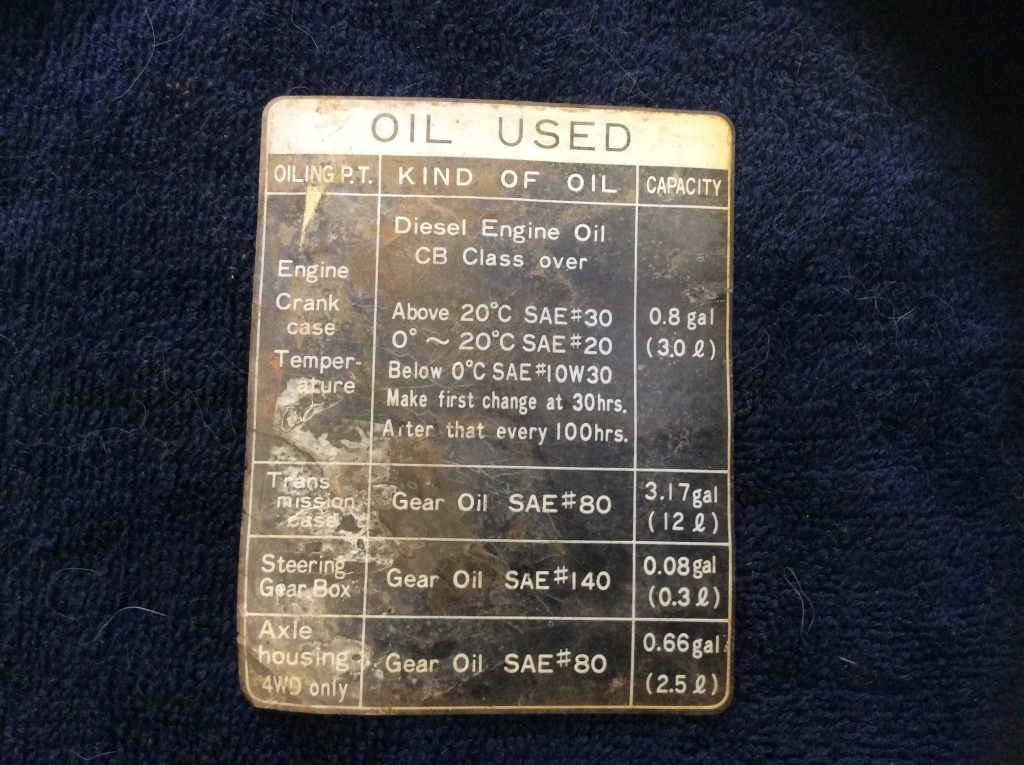 OIL USED
OILING P.T. KIND OF OIL CAPACITY
Diesel Engine Oil
CB Class over
Engine
Crank
case
Temper-
ature
Above 20°C SAE#30
0° ~ 20°C SAE#20
Below 0°C SAE#10W30
Make first change at 30hrs.
Arter that every 100hrs.
0.8 gal
(3.0 ℓ)
Trans
mission
case
Gear Oil SAE#80
3.17gal
(12 ℓ)
Steering
Gear Box
Gear Oil SAE#140
0.08gal
(0.3ℓ)
Axle
housing
4WD only
Gear Oil SAE#80
0.66gal
(2.5ℓ)